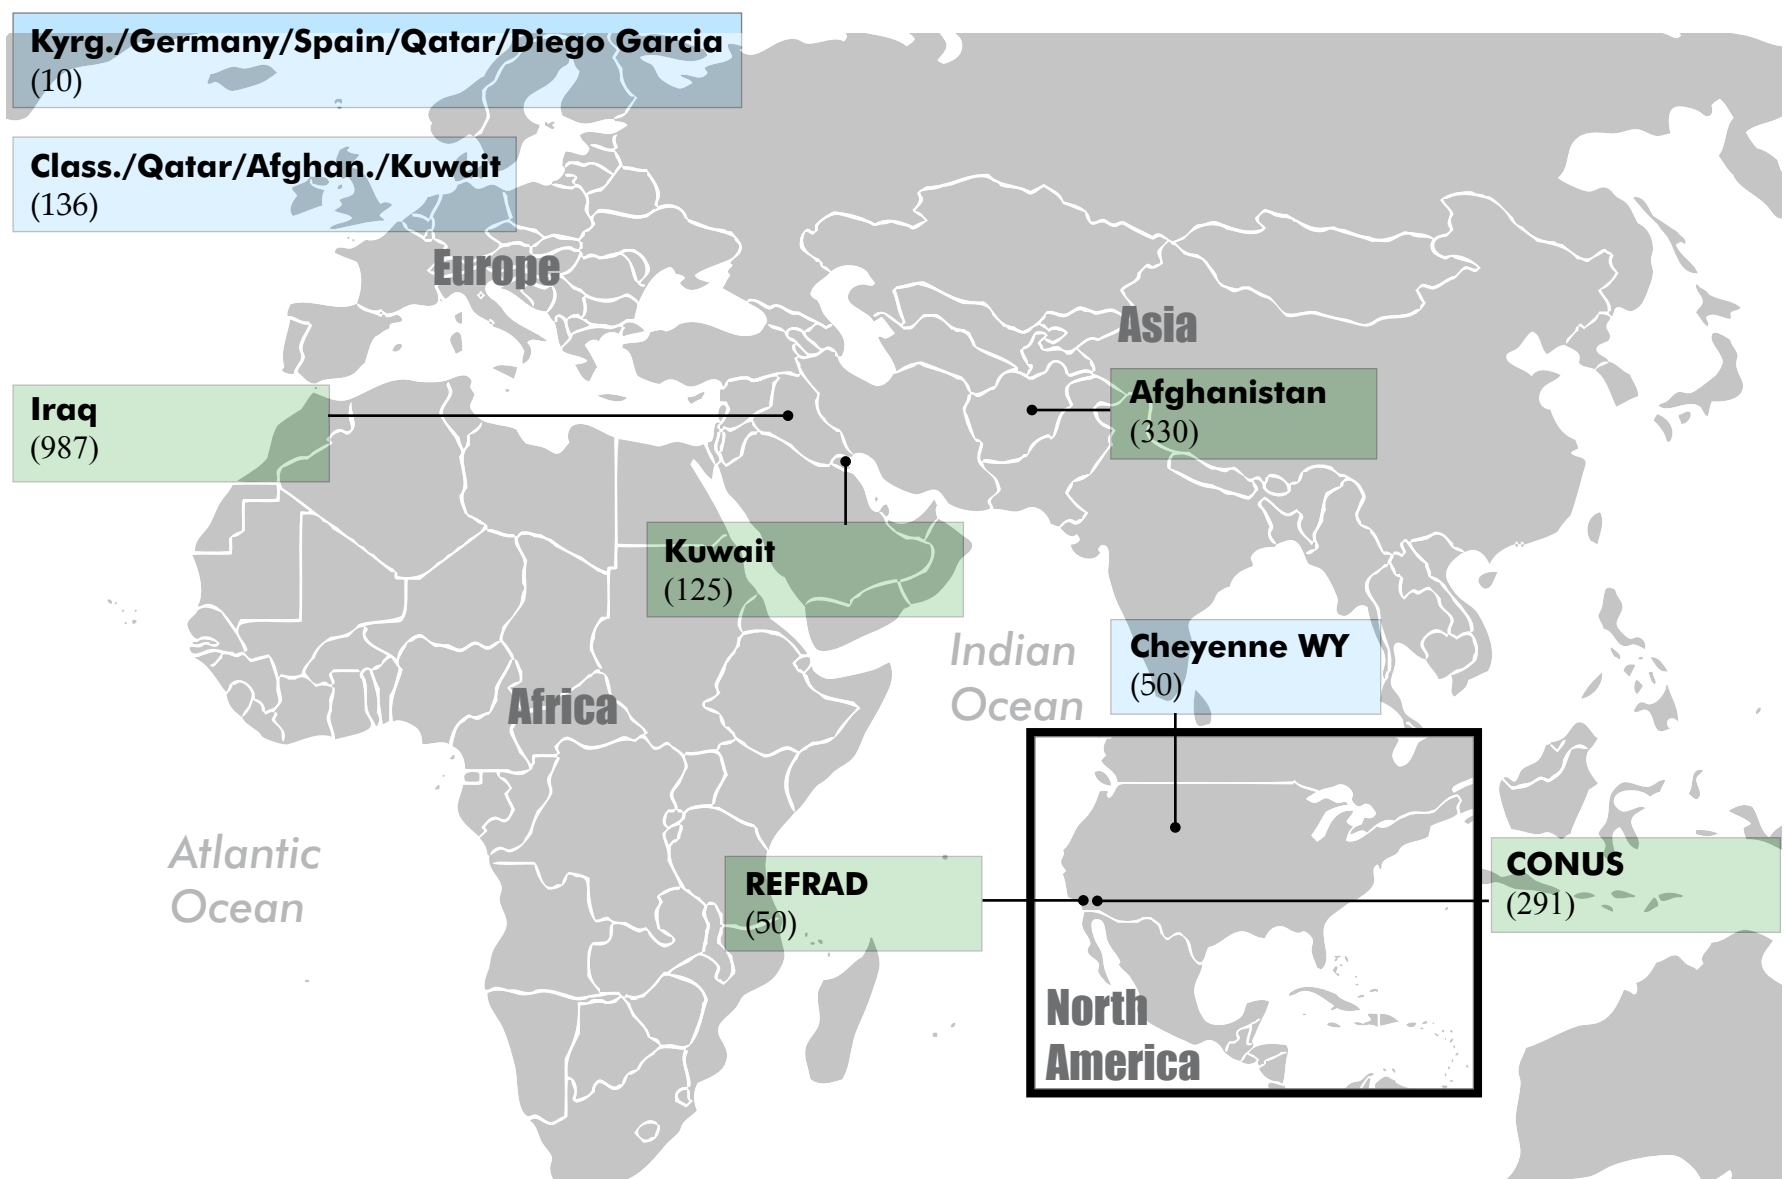 Kyrg./Germany/Spain/Qatar/Diego Garcia
(10)
Class./Qatar/Afghan./Kuwait
(136)
Europe
Asia
Iraq
(987)
Afghanistan
(330)
Kuwait
(125)
Indian
Ocean
Cheyenne WY
(50)
Africa
Atlantic
Ocean
REFRAD
(50)
CONUS
(291)
North
America